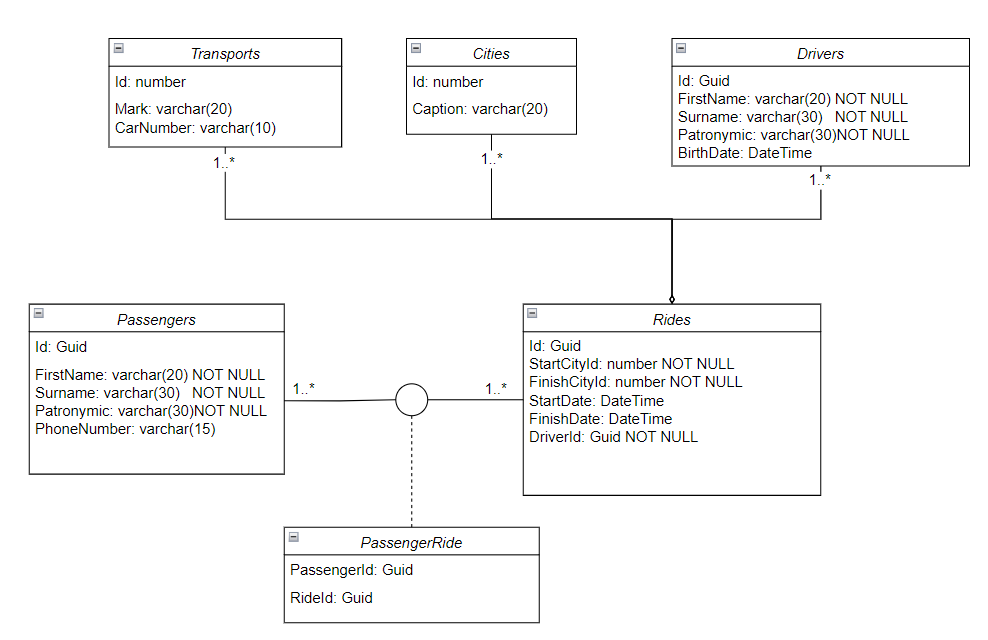 Transports
Id: number
Mark: varchar(20)
CarNumber: varchar(10)
1..*
Cities
Id: number
Caption: varchar(20)
1..*
Drivers
Id: Guid
FirstName: varchar(20) NOT NULL
Surname: varchar(30)   NOT NULL
Patronymic: varchar(30)NOT NULL
BirthDate: DateTime
1..*
Passengers
Id: Guid
FirstName: varchar(20) NOT NULL
Surname: varchar(30)   NOT NULL
Patronymic: varchar(30)NOT NULL
PhoneNumber: varchar(15)
1..*
1..*
Rides
Id: Guid
StartCityId: number NOT NULL
FinishCityId: number NOT NULL
StartDate: DateTime
FinishDate: DateTime
DriverId: Guid NOT NULL
PassengerRide
PassengerId: Guid
RideId: Guid